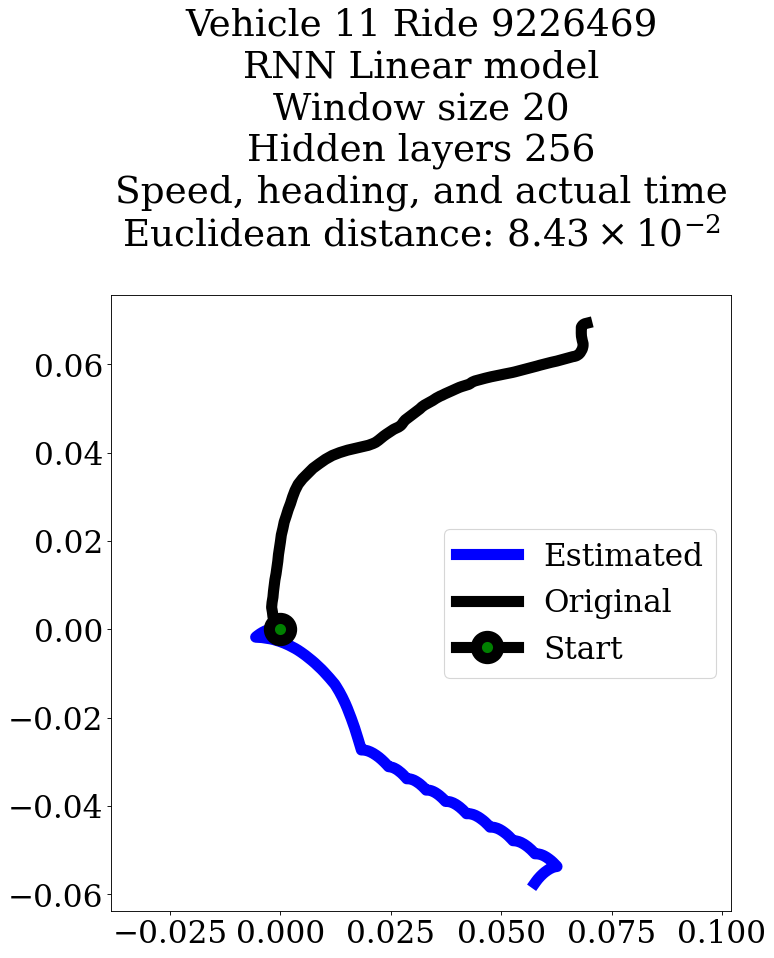 Vehicle 11 Ride 9226469
RNN Linear model
Window size 20
Hidden layers 256
Speed, heading, and actual time
Euclidean distance: 8.43 × 10⁻²
0.06
0.04
0.02
0.00
−0.02
−0.04
−0.06
Estimated
Original
Start
−0.025 0.000 0.025 0.050 0.075 0.100